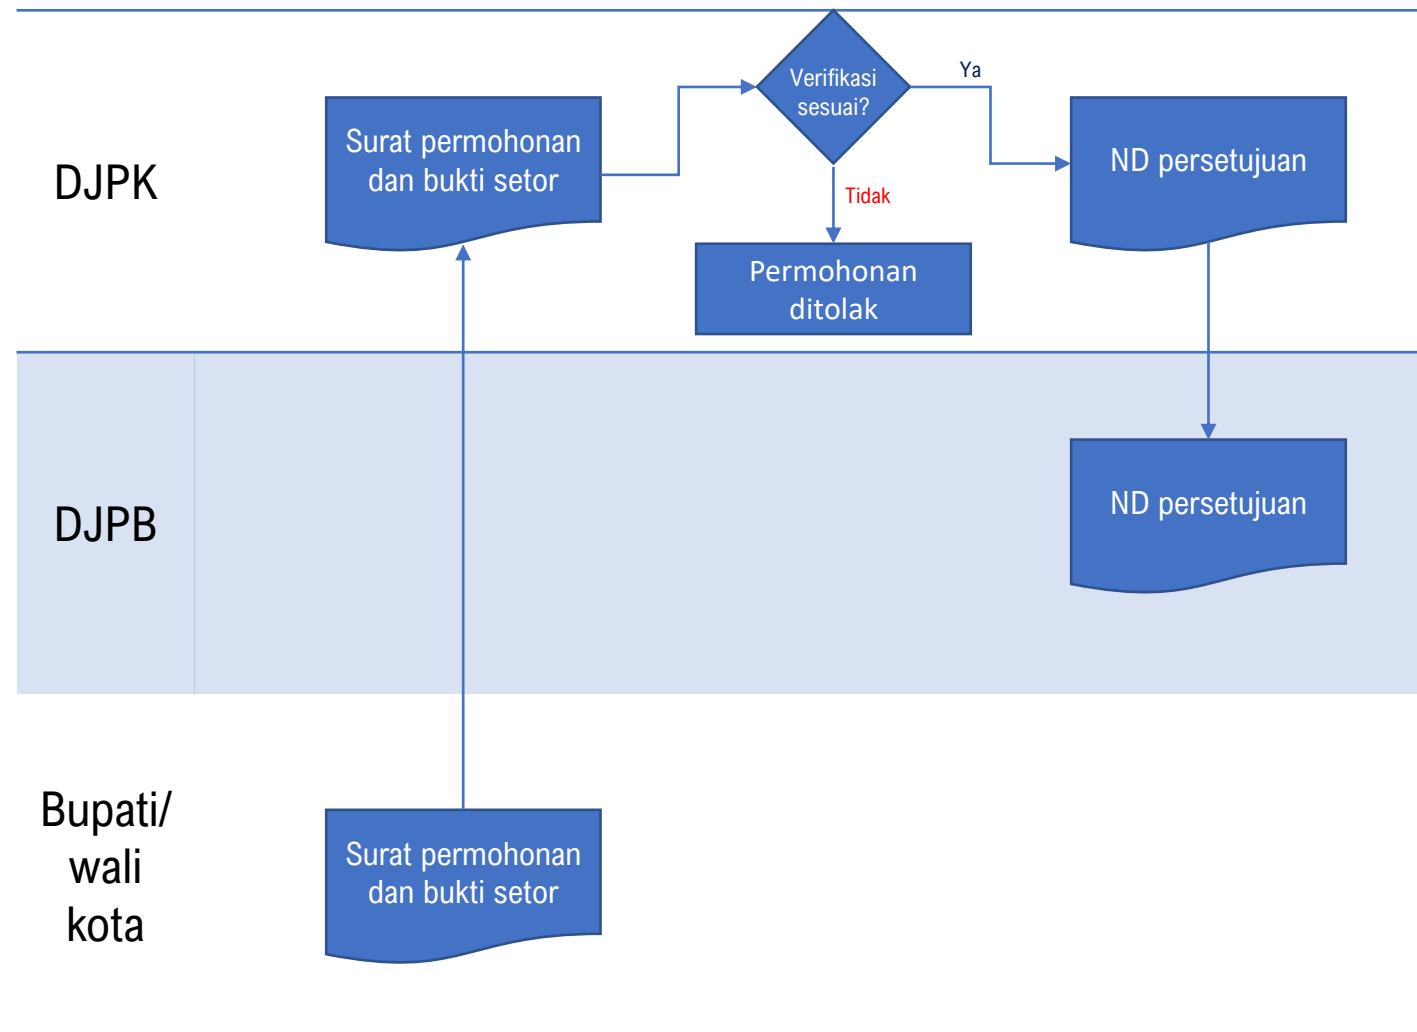 DJPK
Surat permohonan
dan bukti setor
Verifikasi
sesuai?
Ya
Tidak
Permohonan
ditolak
ND persetujuan
DJPB
ND persetujuan
Bupati/
wali
kota
Surat permohonan
dan bukti setor